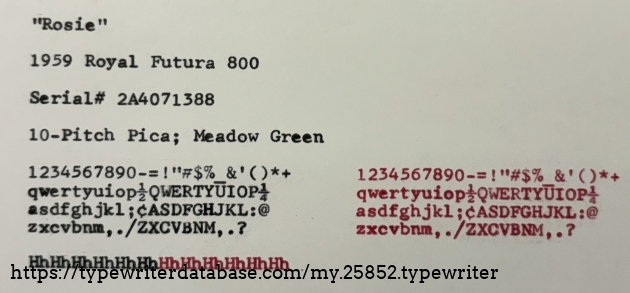 "Rosie"
1959 Royal Futura 800
Serial# 2A4071388
10-Pitch Pica; Meadow Green
1234567890-=!"#$%_&'()*+ 1234567890-=!"#$%_&'()*+
qwertyuiop½QWERTYUIOP¼ qwertyuiop½QWERTYUIOP¼
asdfghjkl;¢ASDFGHJKL:@ asdfghjkl;¢ASDFGHJKL:@
zxcvbnm,./ZXCVBNM,.? zxcvbnm,./ZXCVBNM,.?
HhHhHhHhHhHhHhHhHhHhHhHh
https://typewriterdatabase.com/my.25852.typewriter